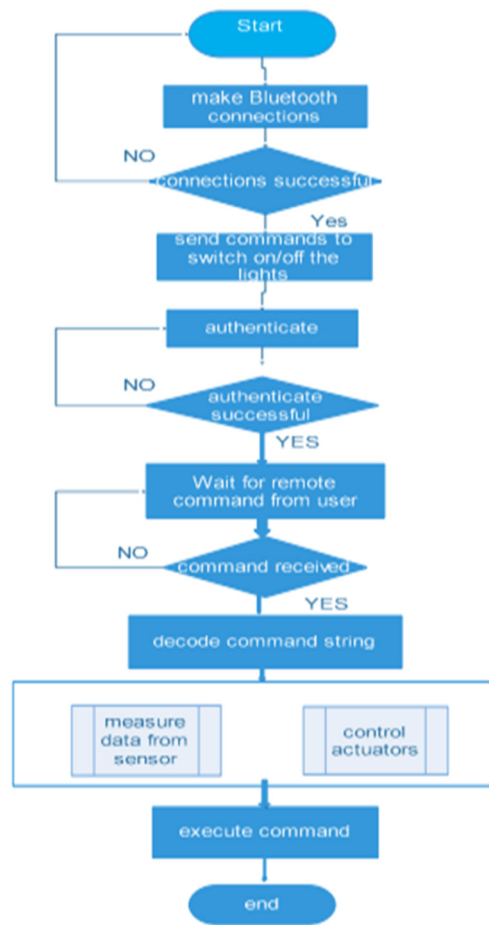 Start
make Bluetooth
connections
NO
connections successful
Yes
send commands to
switch on/off the
lights
authenticate
NO
authenticate
successful
YES
Wait for remote
command from user
NO
command received
YES
decode command string
measure
data from
sensor
control
actuators
execute command
end